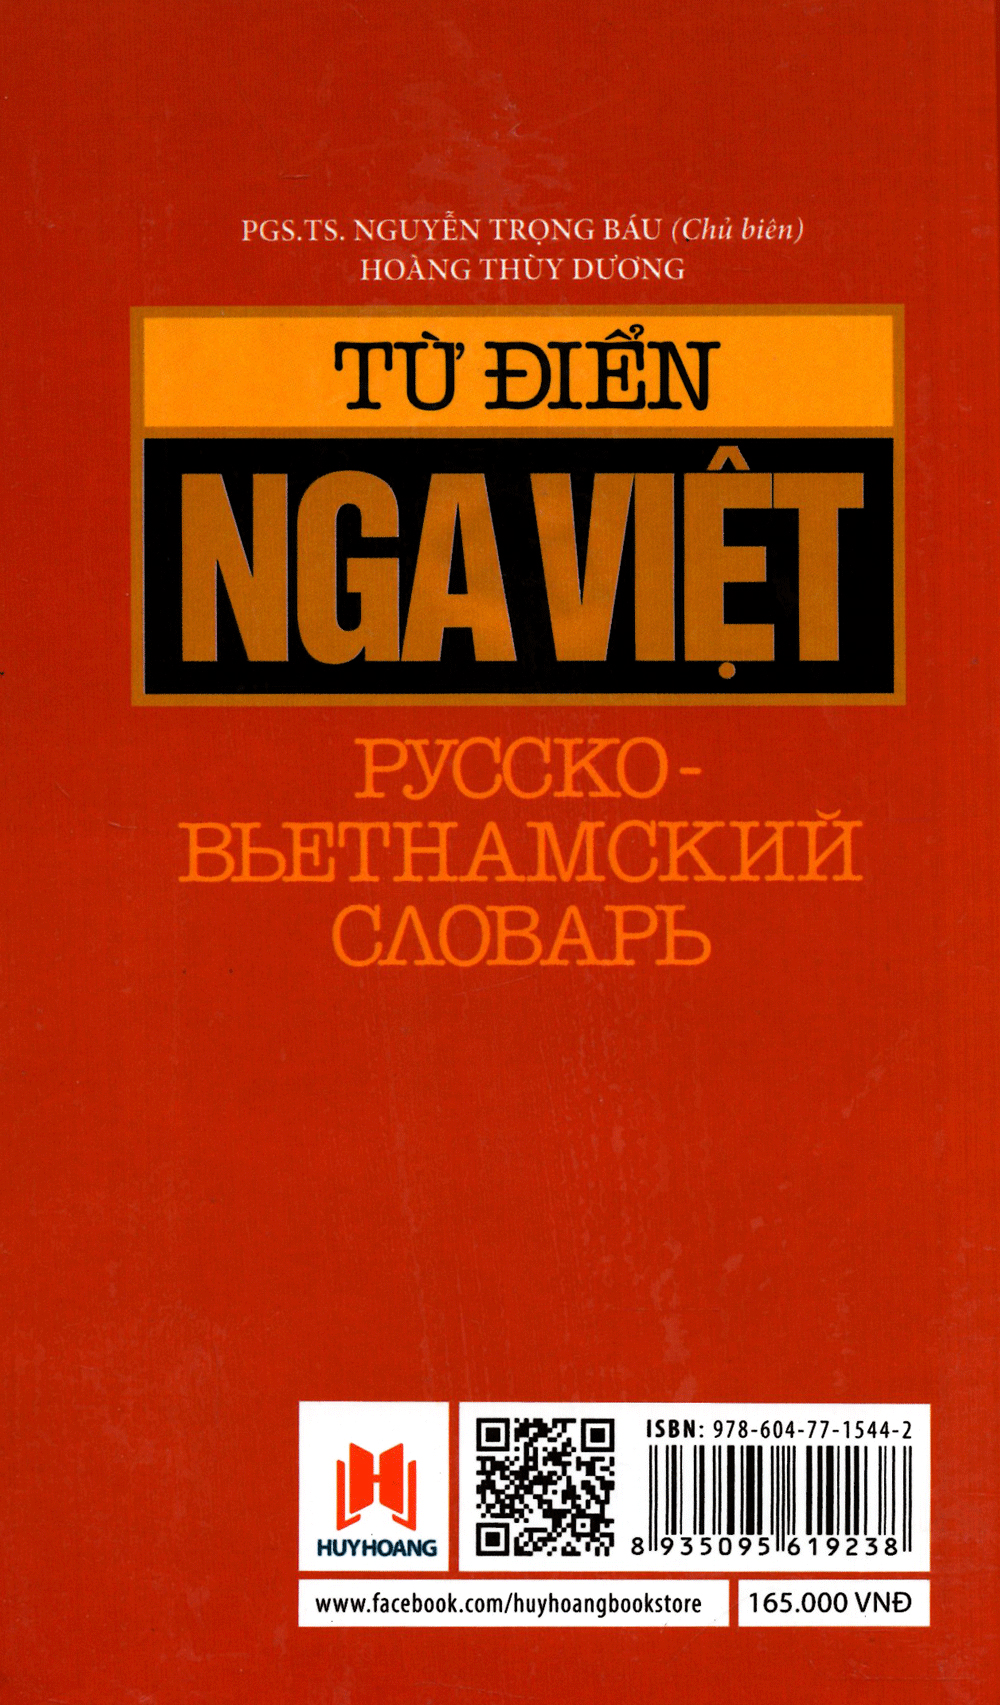 PGS.TS. NGUYỄN TRỌNG BÁU (Chủ biên)
HOÀNG THÙY DƯƠNG
TỪ ĐIỂN
NGA VIỆT
РУССКО-
ВЬЕТНАМСКИЙ
СЛОВАРЬ
HUYHOANG
ISBN: 978-604-77-1544-2
8 935095 619238
www.facebook.com/huyhoangbookstore
165.000 VNĐ